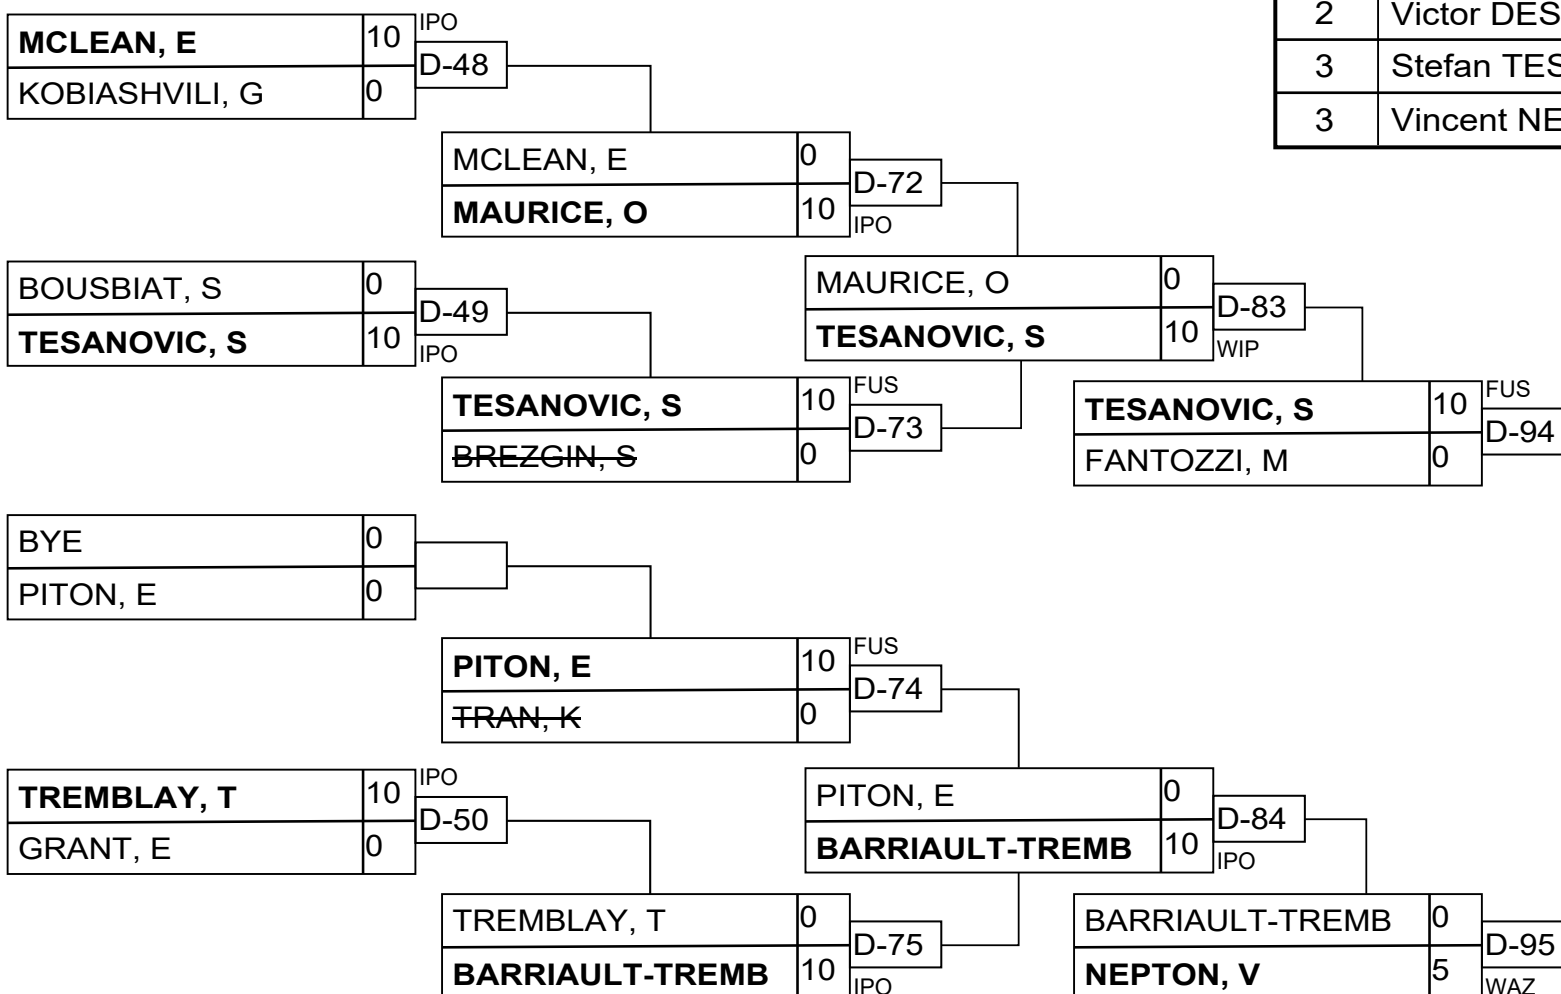 IPO
MCLEAN, E 10
D-48
KOBIASHVILI, G 0
2 Victor DES
3 Stefan TES
3 Vincent NE
MCLEAN, E 0
D-72
MAURICE, O 10
IPO
BOUSBIAT, S 0
D-49
TESANOVIC, S 10
IPO
MAURICE, O 0
D-83
TESANOVIC, S 10
WIP
FUS
TESANOVIC, S 10
D-73
BREZGIN, S 0
FUS
TESANOVIC, S 10
D-94
FANTOZZI, M 0
BYE 0
PITON, E 0
FUS
PITON, E 10
D-74
TRAN, K 0
IPO
TREMBLAY, T 10
D-50
GRANT, E 0
PITON, E 0
D-84
BARRIAULT-TREMB 10
IPO
TREMBLAY, T 0
D-75
BARRIAULT-TREMB 10
IPO
BARRIAULT-TREMB 0
D-95
NEPTON, V 5
WAZ